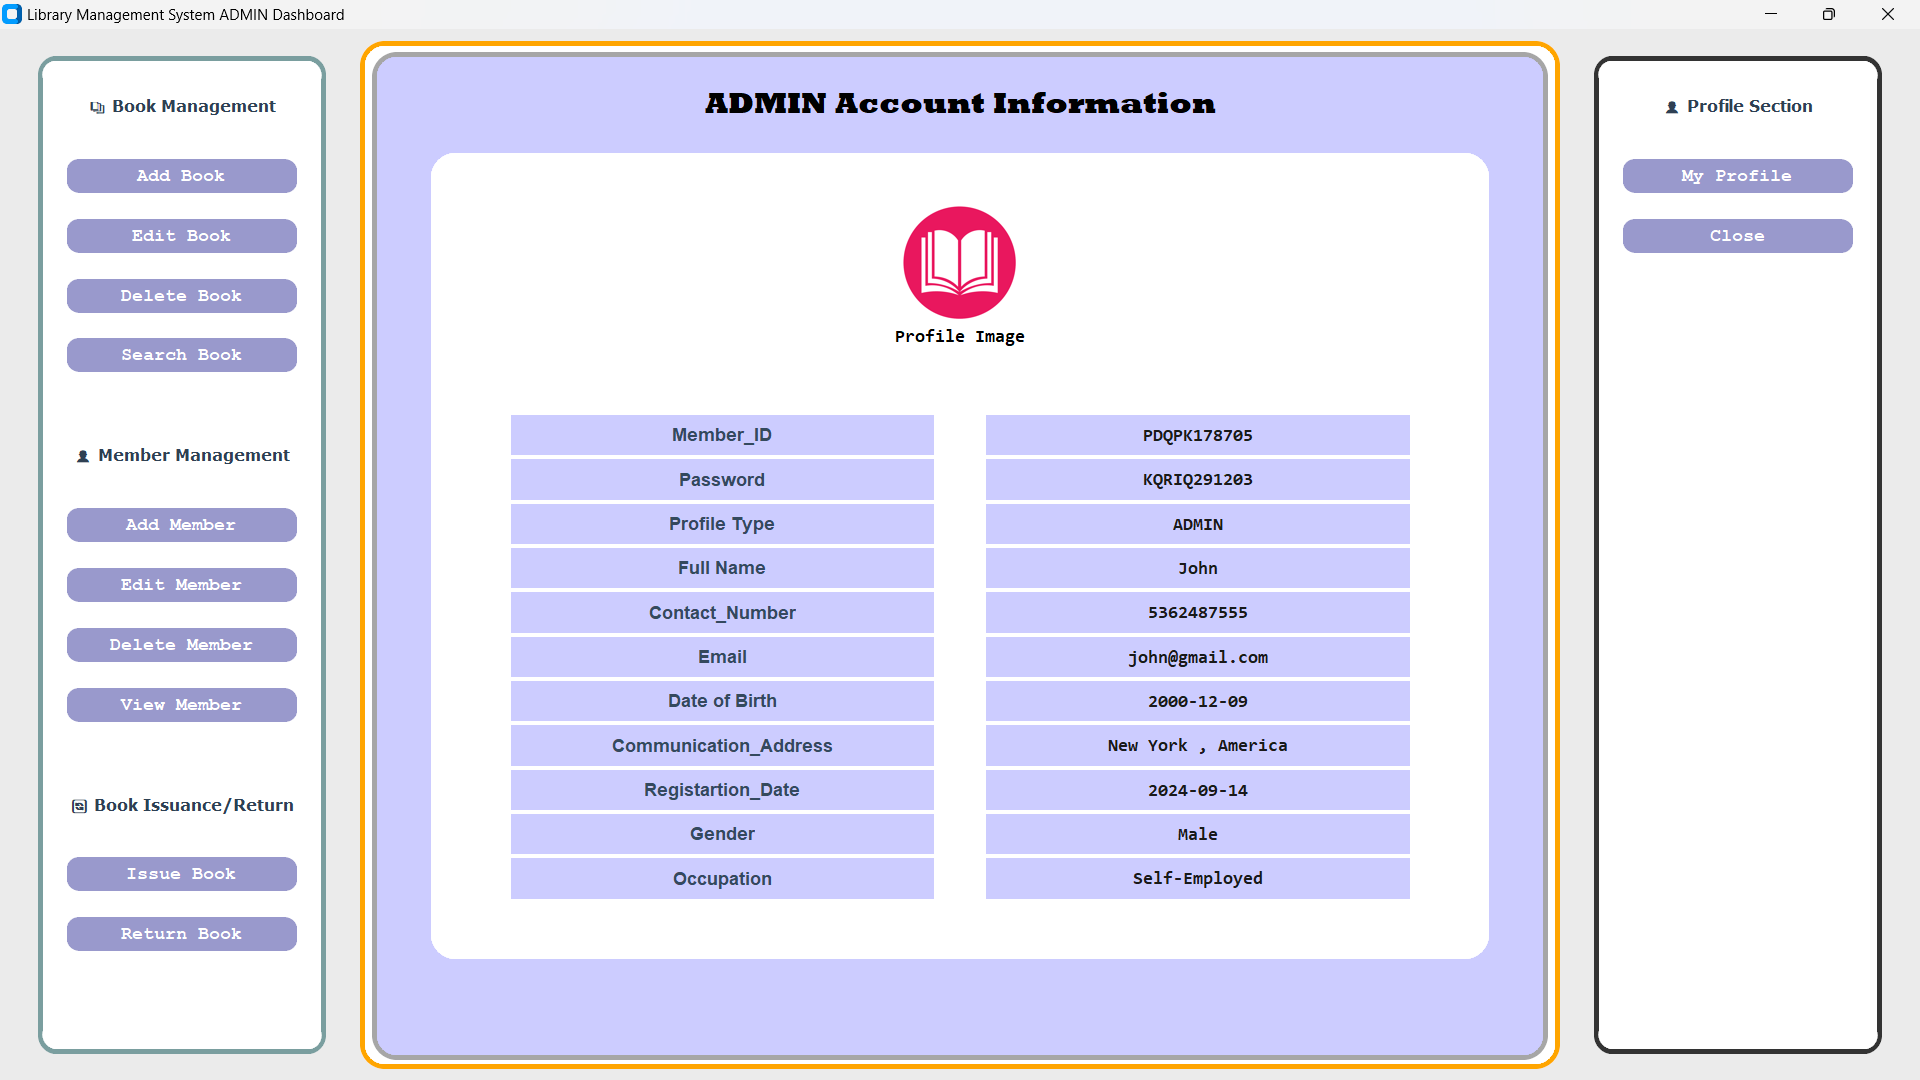 Library Management System ADMIN Dashboard
Book Management
Add Book
Edit Book
Delete Book
Search Book
Member Management
Add Member
Edit Member
Delete Member
View Member
Book Issuance/Return
Issue Book
Return Book
ADMIN Account Information
Profile Image
Member_ID PDQPK178705
Password KQRIQ291203
Profile Type ADMIN
Full Name John
Contact_Number 5362487555
Email john@gmail.com
Date of Birth 2000-12-09
Communication_Address New York , America
Registartion_Date 2024-09-14
Gender Male
Occupation Self-Employed
Profile Section
My Profile
Close